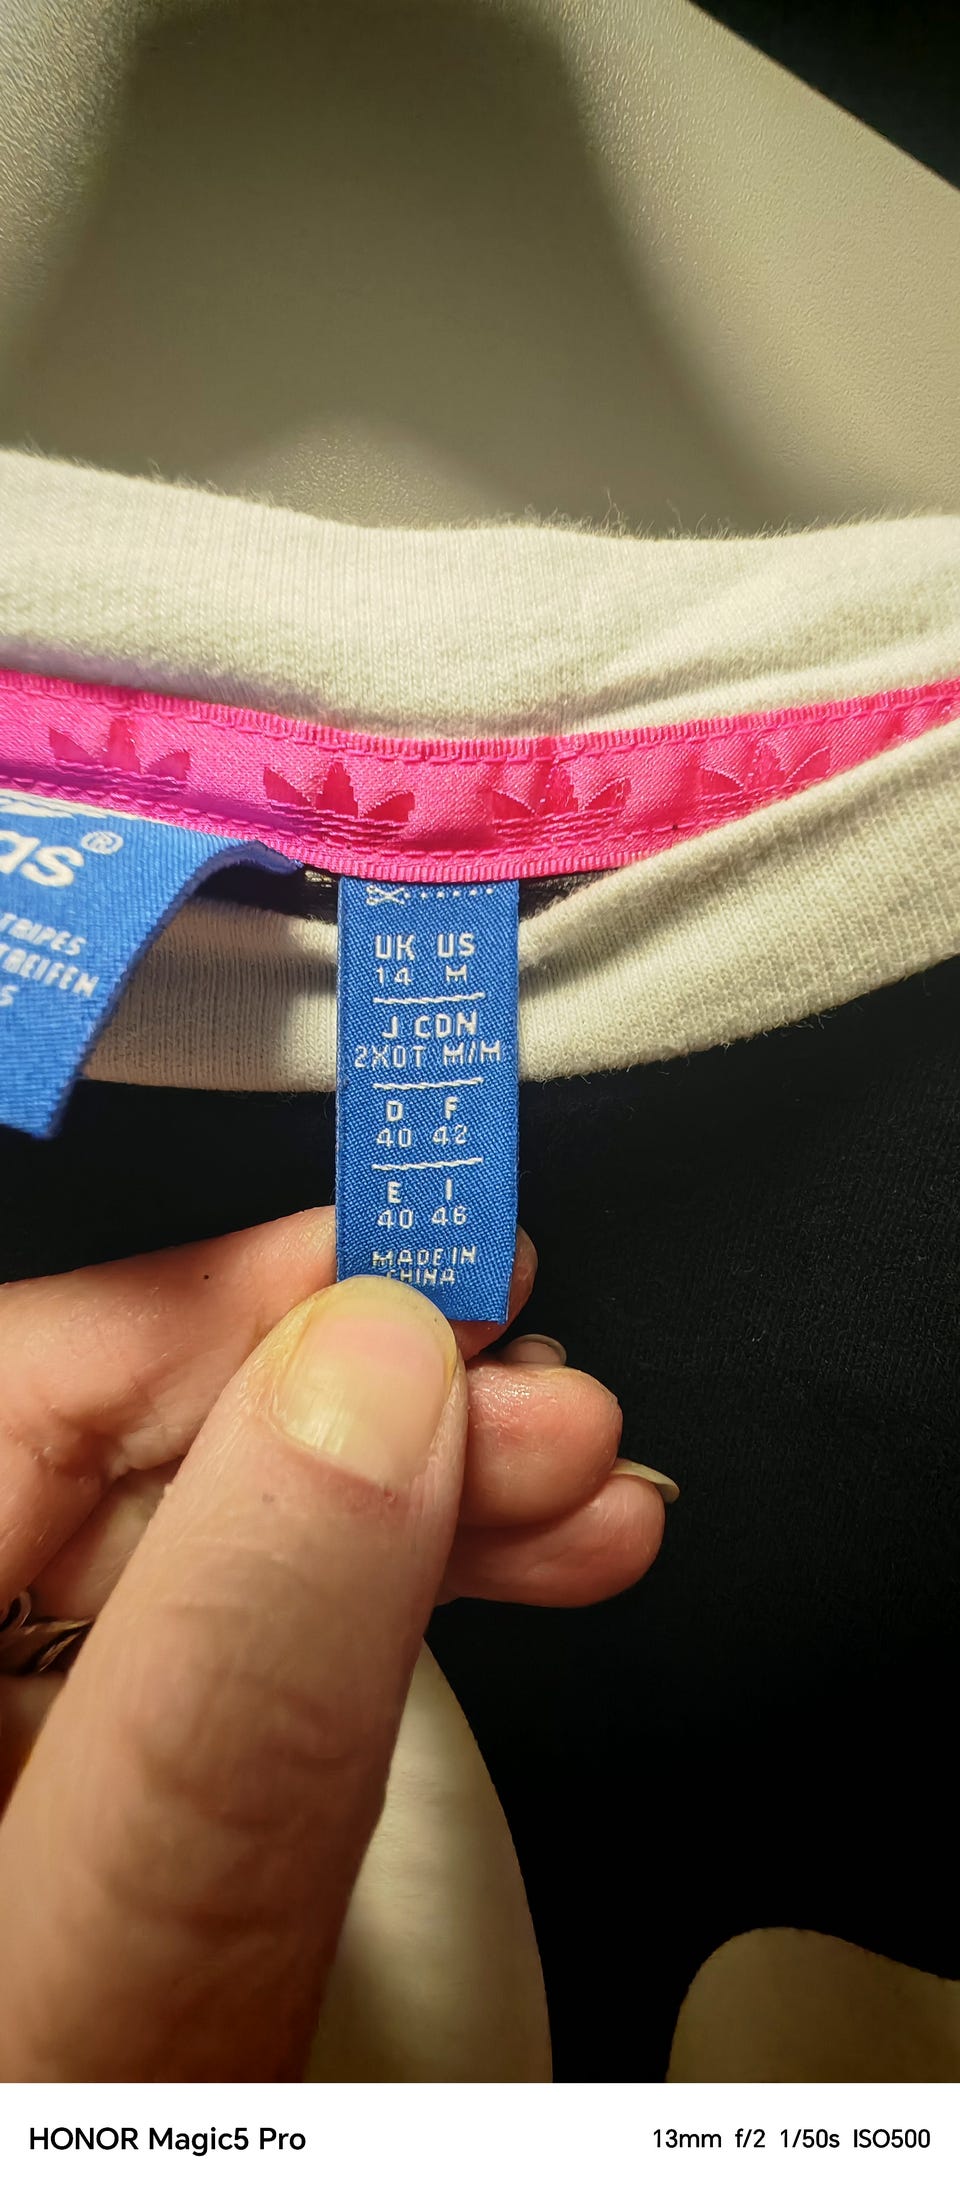 as®
UK US
14 M
J CDN
2XOT M/M
D F
40 42
E I
40 46
MADE IN
CHINA
HONOR Magic5 Pro
13mm f/2 1/50s ISO500